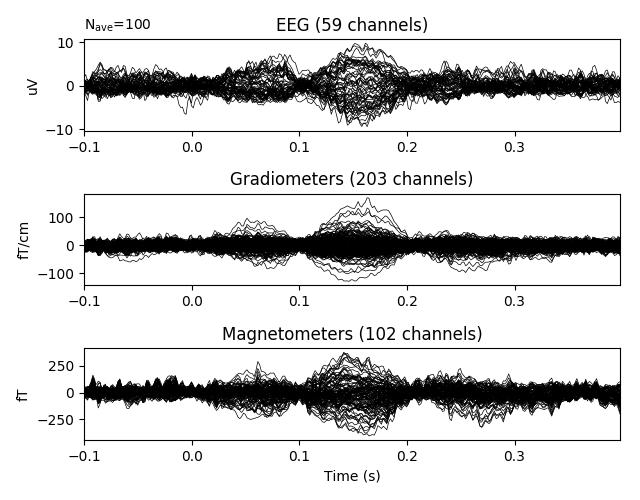 N_ave=100
EEG (59 channels)
10
0
−10
uV
−0.1 0.0 0.1 0.2 0.3
Gradiometers (203 channels)
100
0
−100
fT/cm
−0.1 0.0 0.1 0.2 0.3
Magnetometers (102 channels)
250
0
−250
fT
−0.1 0.0 0.1 0.2 0.3
Time (s)